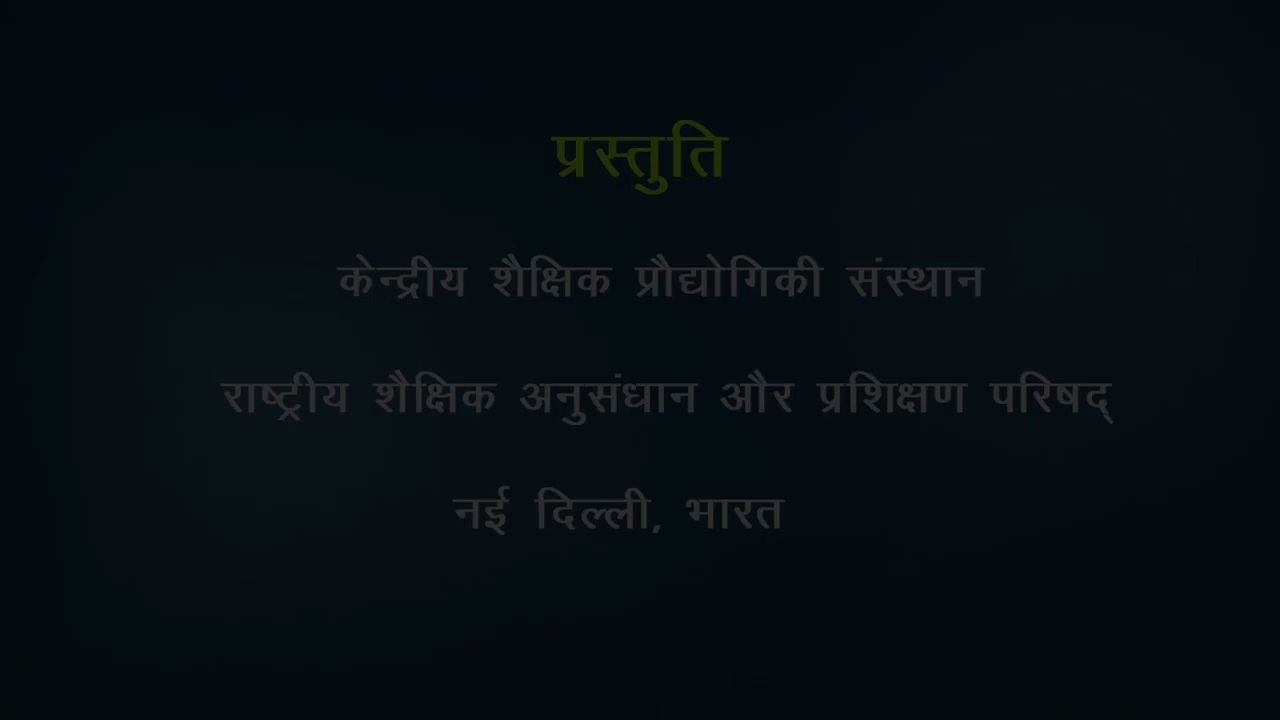 प्रस्तुति
केन्द्रीय शैक्षिक प्रौद्योगिकी संस्थान
राष्ट्रीय शैक्षिक अनुसंधान और प्रशिक्षण परिषद्
नई दिल्ली, भारत